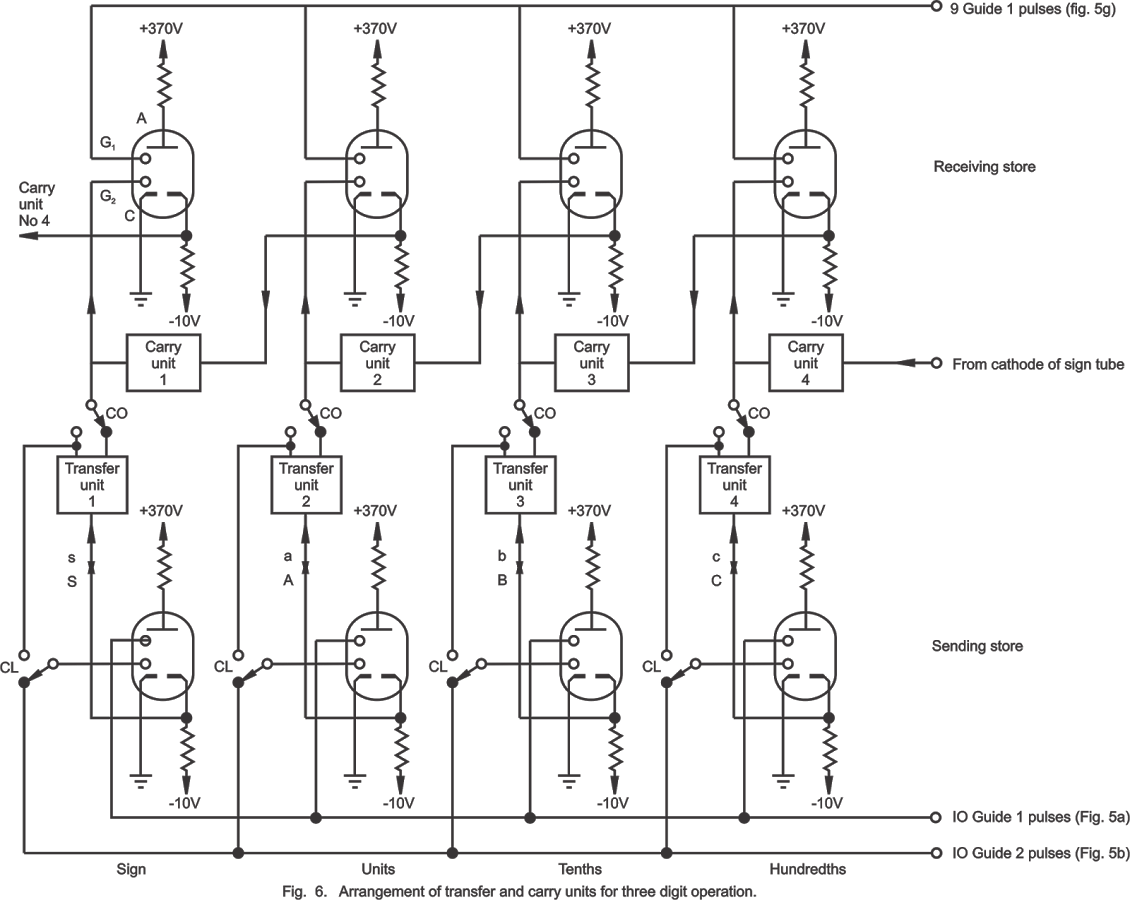 9 Guide 1 pulses (fig. 5g)
+370V +370V +370V +370V
A
G₁
Receiving store
Carry
unit
No 4
G₂
C
-10V -10V -10V -10V
Carry
unit
1
Carry
unit
2
Carry
unit
3
Carry
unit
4
From cathode of sign tube
CO CO CO CO
Transfer
unit
1
Transfer
unit
2
Transfer
unit
3
Transfer
unit
4
+370V +370V +370V +370V
s a b c
S A B C
Sending store
CL CL CL CL
-10V -10V -10V -10V
IO Guide 1 pulses (Fig. 5a)
IO Guide 2 pulses (Fig. 5b)
Sign Units Tenths Hundredths
Fig. 6. Arrangement of transfer and carry units for three digit operation.